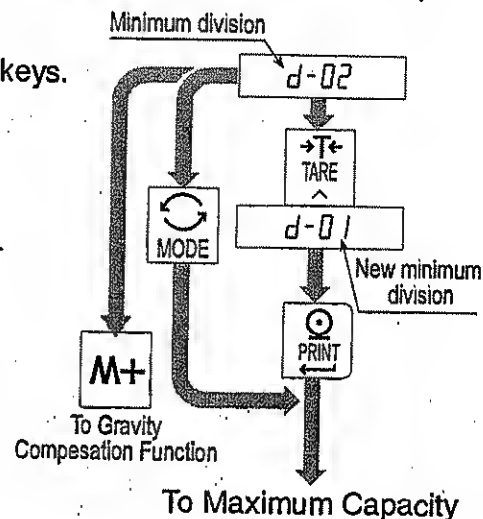 Minimum division
keys.
d-02
→T←
TARE
^
MODE
d-01
New minimum
division
PRINT
M+
To Gravity
Compesation Function
To Maximum Capacity